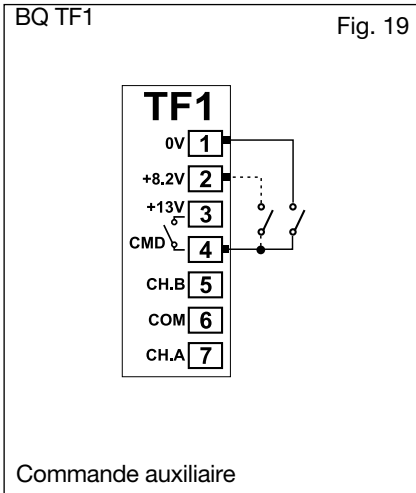 BQ TF1
Fig. 19
TF1
0V 1
+8.2V 2
+13V 3
CMD 4
CH.B 5
COM 6
CH.A 7
Commande auxiliaire